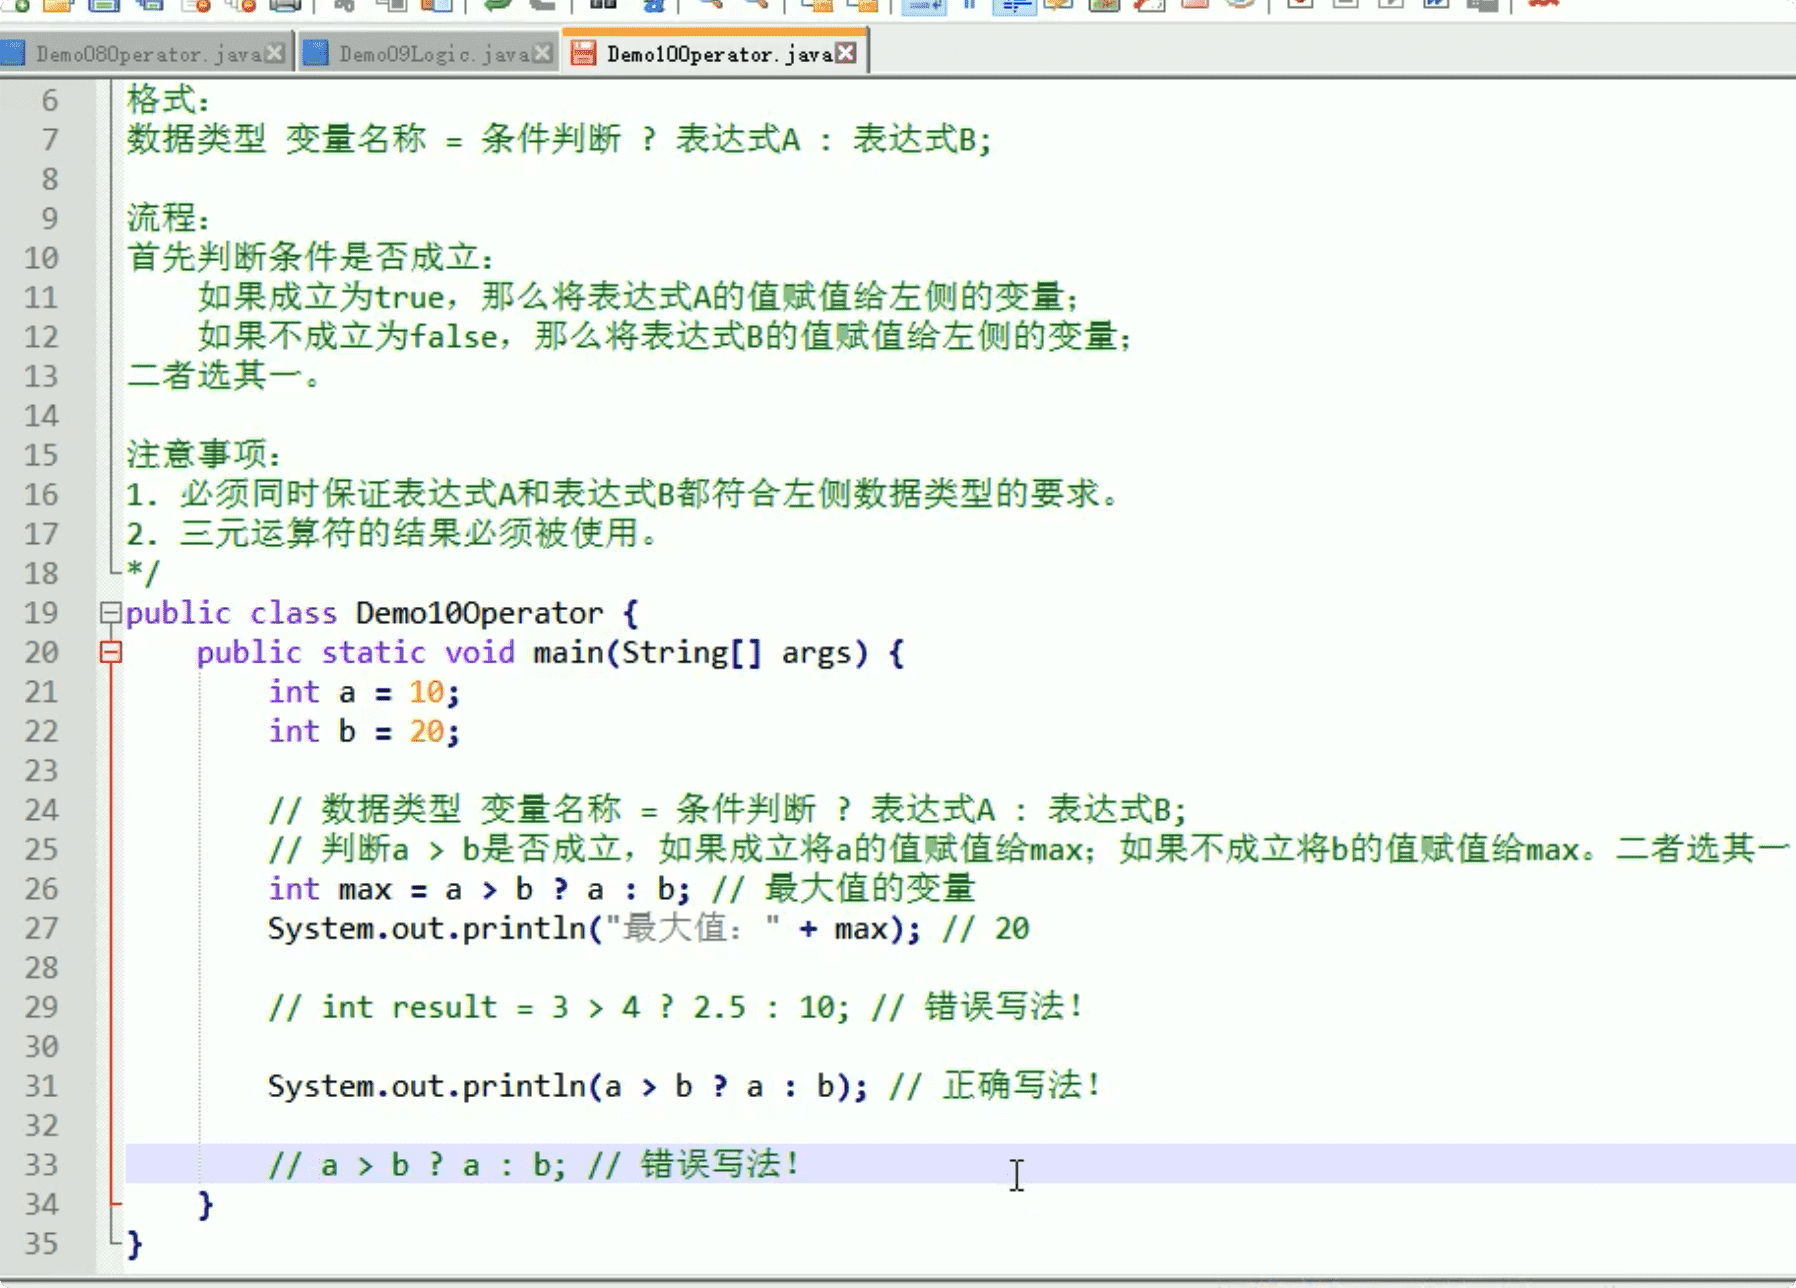 Demo08Operator.java
Demo09Logic.java
Demo10Operator.java
6 格式：
7 数据类型 变量名称 = 条件判断 ? 表达式A : 表达式B;
8
9 流程：
10 首先判断条件是否成立：
11 如果成立为true，那么将表达式A的值赋值给左侧的变量；
12 如果不成立为false，那么将表达式B的值赋值给左侧的变量；
13 二者选其一。
14
15 注意事项：
16 1. 必须同时保证表达式A和表达式B都符合左侧数据类型的要求。
17 2. 三元运算符的结果必须被使用。
18 */
19 public class Demo10Operator {
20 public static void main(String[] args) {
21 int a = 10;
22 int b = 20;
23
24 // 数据类型 变量名称 = 条件判断 ? 表达式A : 表达式B;
25 // 判断a > b是否成立，如果成立将a的值赋值给max；如果不成立将b的值赋值给max。二者选其一
26 int max = a > b ? a : b; // 最大值的变量
27 System.out.println("最大值：" + max); // 20
28
29 // int result = 3 > 4 ? 2.5 : 10; // 错误写法！
30
31 System.out.println(a > b ? a : b); // 正确写法！
32
33 // a > b ? a : b; // 错误写法！
34 }
35 }